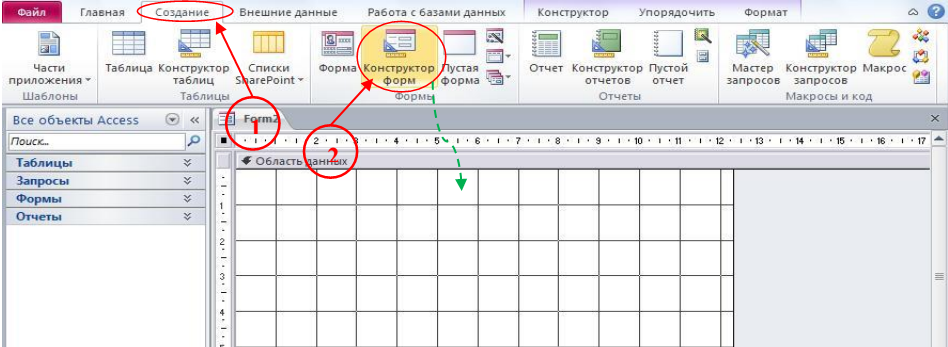 Файл Главная Создание Внешние данные Работа с базами данных Конструктор Упорядочить Формат
Части приложения
Таблица
Конструктор таблиц
Списки SharePoint
Форма
Конструктор форм
Пустая форма
Отчет
Конструктор отчетов
Пустой отчет
Мастер запросов
Конструктор запросов
Макрос
Шаблоны Таблицы Формы Отчеты Макросы и код
Все объекты Access
Поиск...
Таблицы
Запросы
Формы
Отчеты
Form2
1
2
1 2 3 4 5 6 7 8 9 10 11 12 13 14 15 16 17
Область данных
1
2
3
4